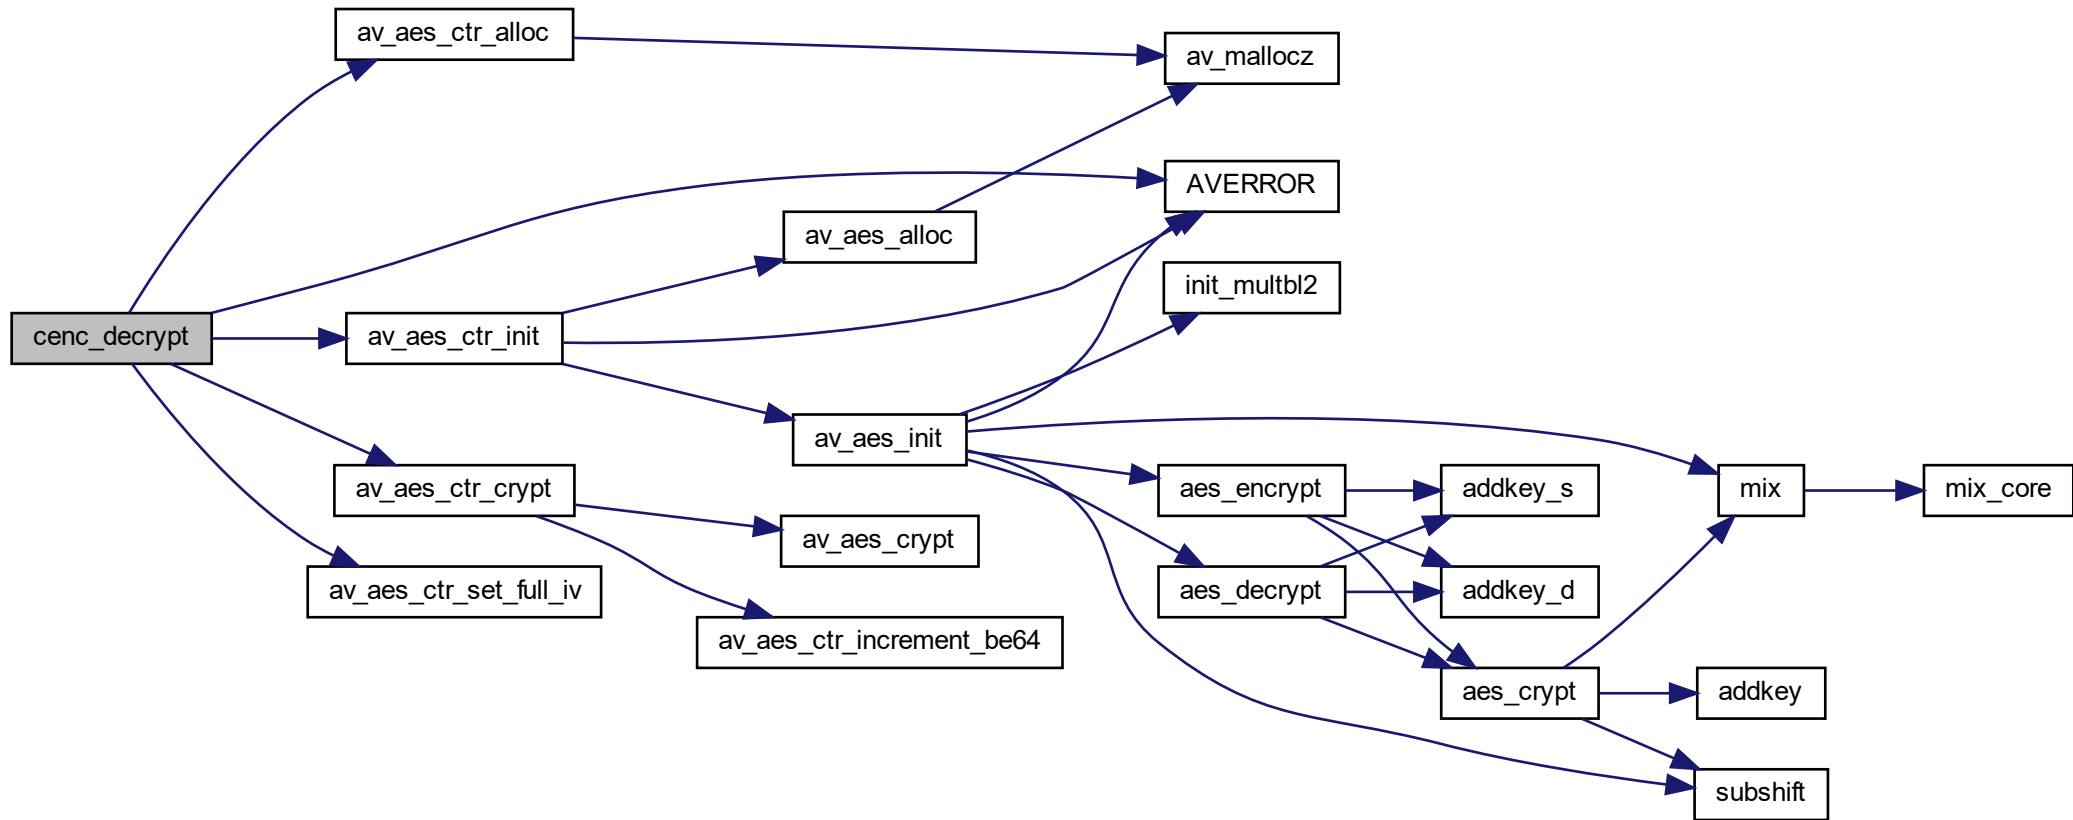 av_aes_ctr_alloc
av_mallocz
AVERROR
av_aes_alloc
init_multbl2
cenc_decrypt
av_aes_ctr_init
av_aes_init
av_aes_ctr_crypt
aes_encrypt
addkey_s
mix
mix_core
av_aes_crypt
av_aes_ctr_set_full_iv
aes_decrypt
addkey_d
av_aes_ctr_increment_be64
aes_crypt
addkey
subshift